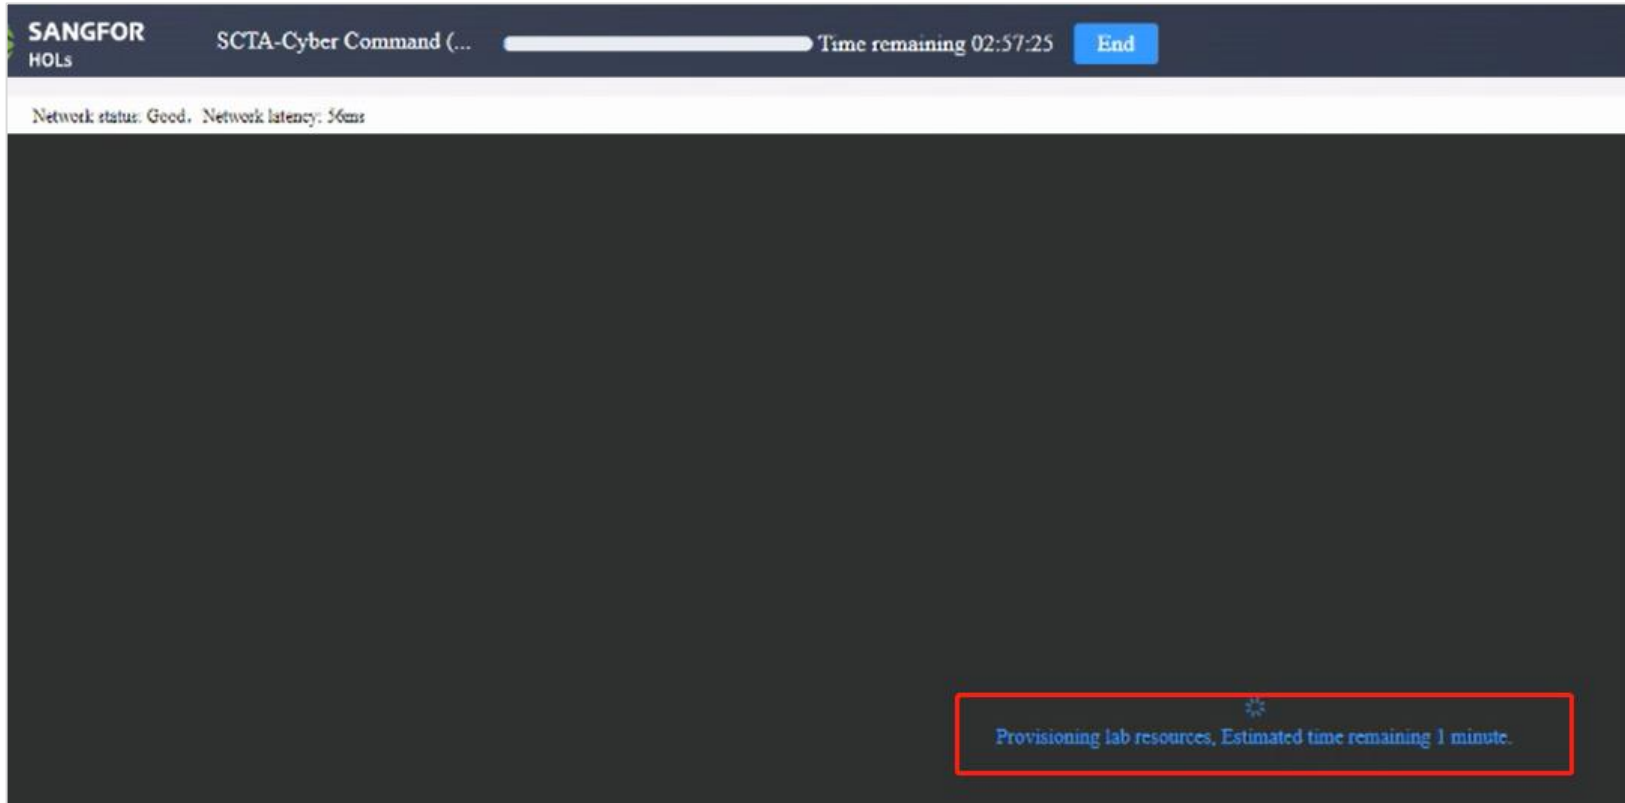 SANGFOR
HOLs
SCTA-Cyber Command (...
Time remaining 02:57:25
End
Network status: Good, Network latency: 56ms
Provisioning lab resources, Estimated time remaining 1 minute.